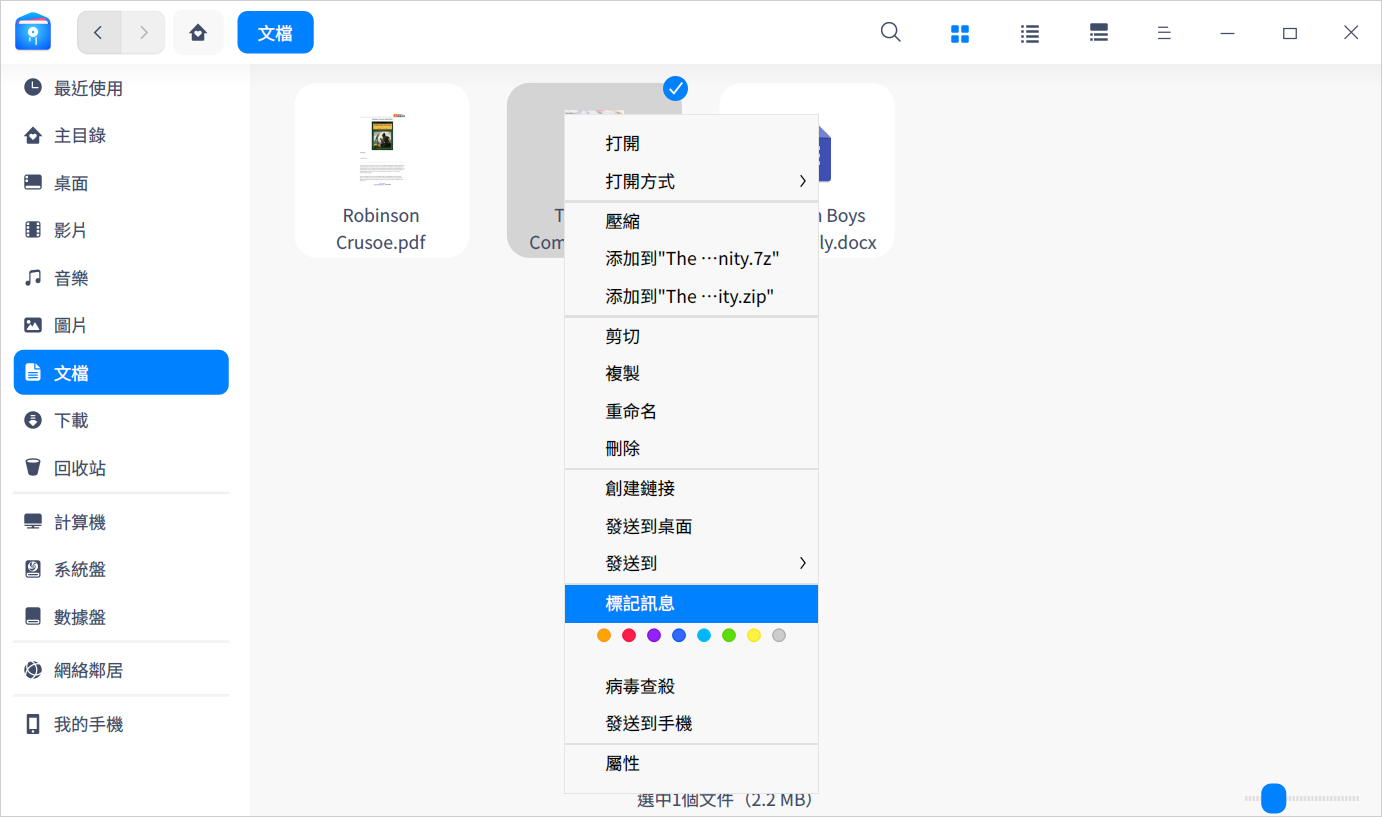 文檔
最近使用
主目錄
桌面
影片
音樂
圖片
文檔
下載
回收站
計算機
系統盤
數據盤
網絡鄰居
我的手機
Robinson
Crusoe.pdf
T
Com
n Boys
ly.docx
打開
打開方式
壓縮
添加到"The ⋯nity.7z"
添加到"The ⋯ity.zip"
剪切
複製
重命名
刪除
創建鏈接
發送到桌面
發送到
標記訊息
病毒查殺
發送到手機
屬性
選中1個文件（2.2 MB）